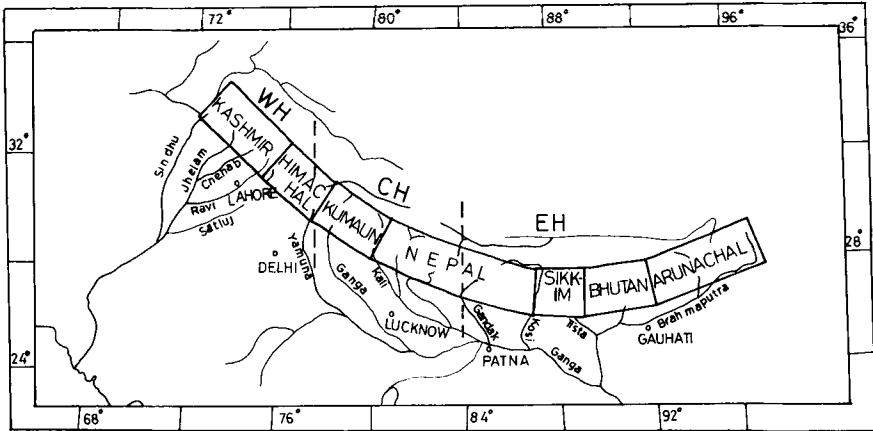 72°
80°
88°
96°
36°
WH
KASHMIR
32°
Sindhu
Jhelam
Cnehab
HIMAC
HAL
CH
LAHORE
Ravi
Satluj
KUMAUN
EH
28°
Yamuna
DELHI
NEPAL
SIKK-
IM
BHUTAN
ARUNACHAL
Ganga
Kali
LUCKNOW
Gandak
Kosi
Tista
Brahmaputra
GAUHATI
PATNA
Ganga
24°
68°
76°
84°
92°